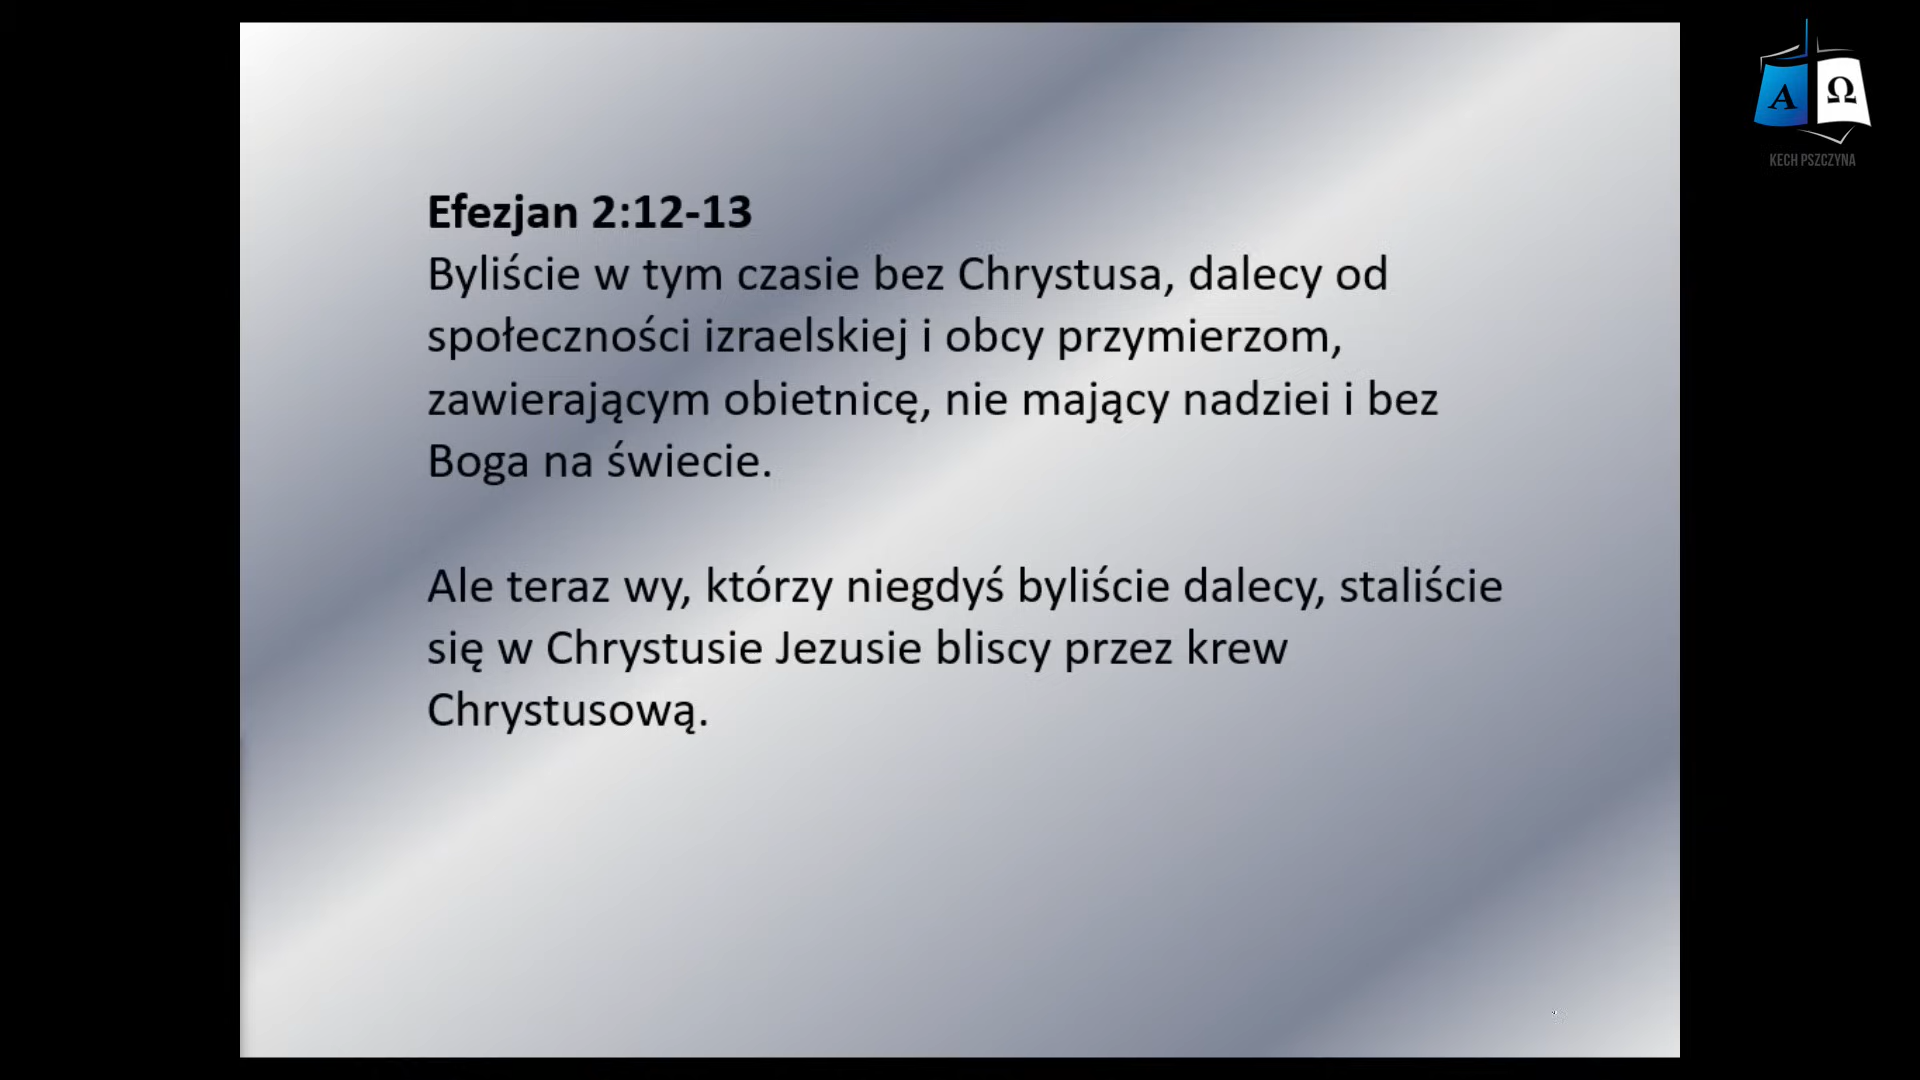 Efezjan 2:12-13
Byliście w tym czasie bez Chrystusa, dalecy od
społeczności izraelskiej i obcy przymierzom,
zawierającym obietnicę, nie mający nadziei i bez
Boga na świecie.
Ale teraz wy, którzy niegdyś byliście dalecy, staliście
się w Chrystusie Jezusie bliscy przez krew
Chrystusową.
A Ω
KECH PSZCZYNA